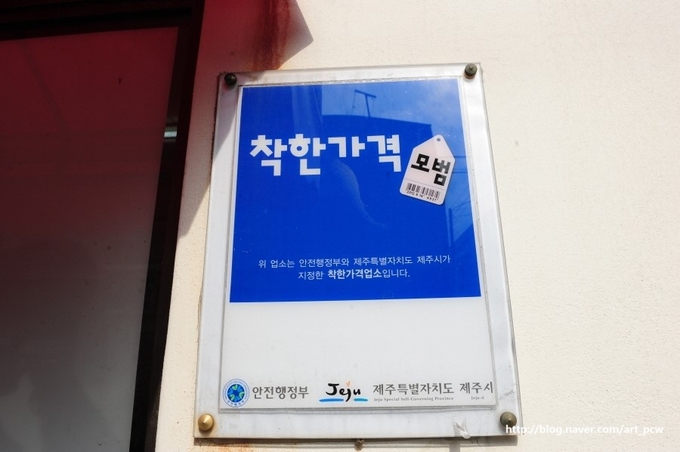 착한가격
모범
위 업소는 안전행정부와 제주특별자치도 제주시가
지정한 착한가격업소입니다.
안전행정부 Jeju 제주특별자치도 제주시
Jeju Special Self-Governing Province
http://blog.naver.com/art_pcw